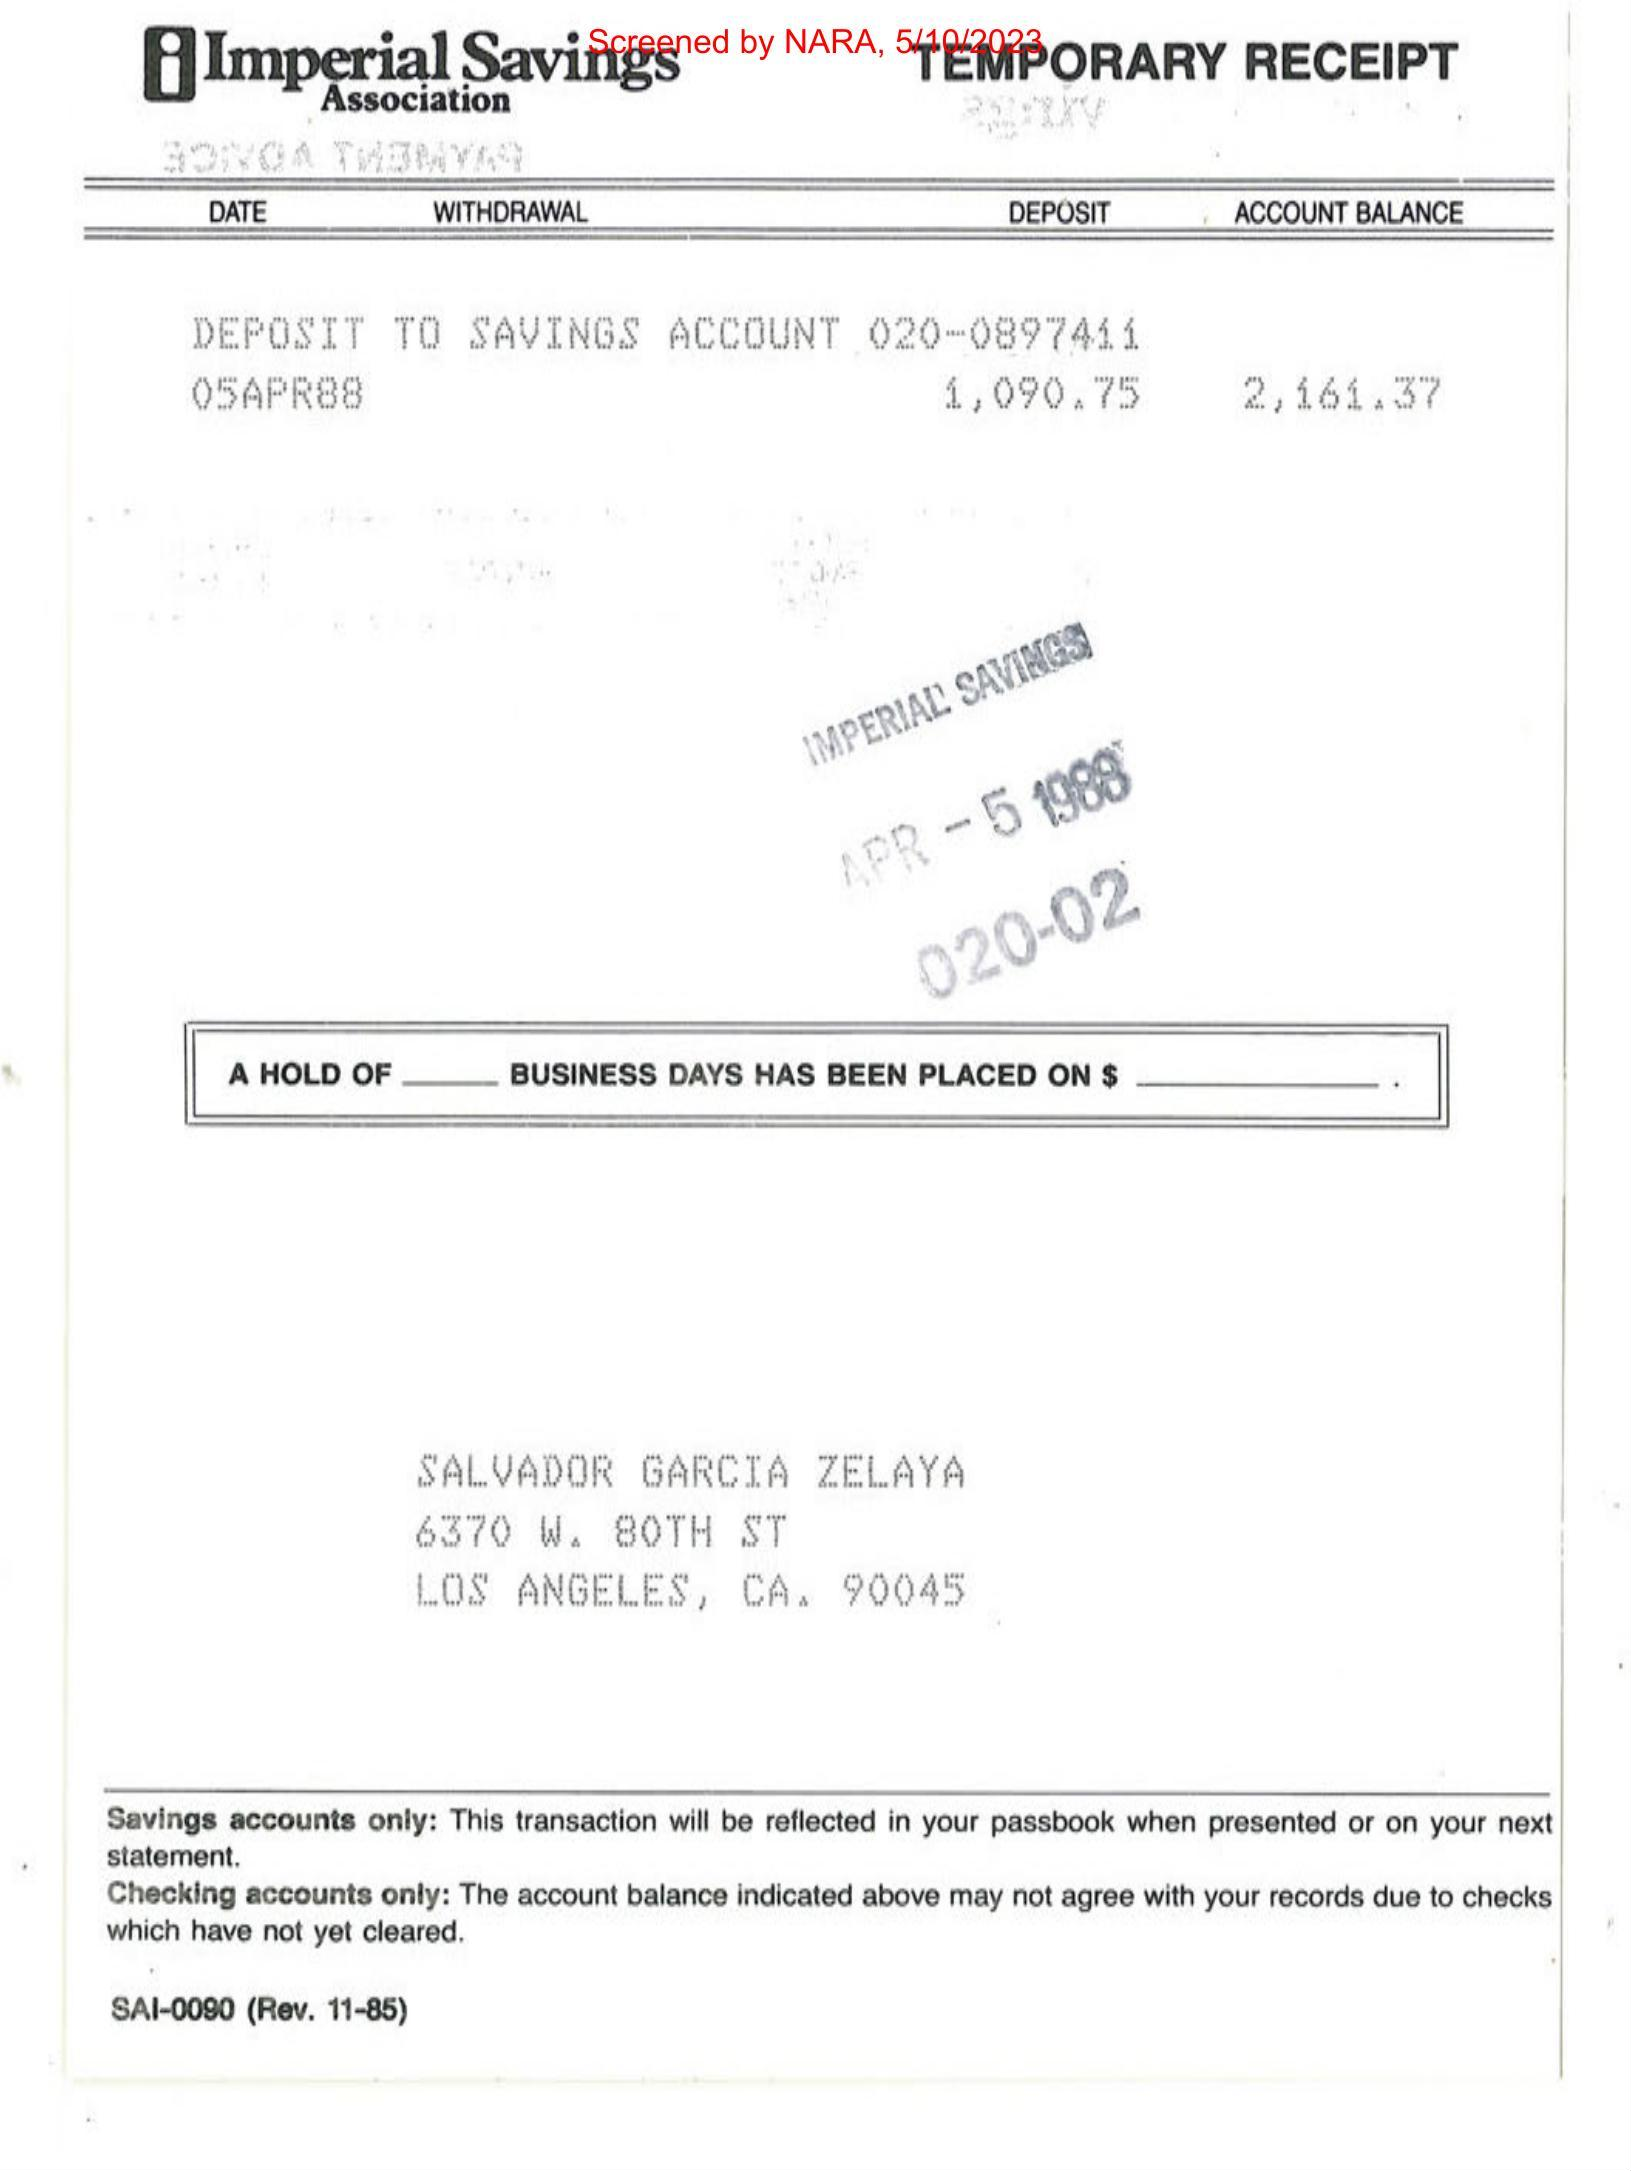 Screened by NARA, 5/10/2023
Imperial Savings
Association
TEMPORARY RECEIPT
PAYMENT ADVICE
DATE WITHDRAWAL DEPOSIT ACCOUNT BALANCE
DEPOSIT TO SAVINGS ACCOUNT 020-0897411
05APR88 1,090.75 2,161.37
IMPERIAL SAVINGS
APR - 5 1988
020-02
A HOLD OF ______ BUSINESS DAYS HAS BEEN PLACED ON $ ______________ .
SALVADOR GARCIA ZELAYA
6370 W. 80TH ST
LOS ANGELES, CA. 90045
Savings accounts only: This transaction will be reflected in your passbook when presented or on your next
statement.
Checking accounts only: The account balance indicated above may not agree with your records due to checks
which have not yet cleared.
SAI-0090 (Rev. 11-85)